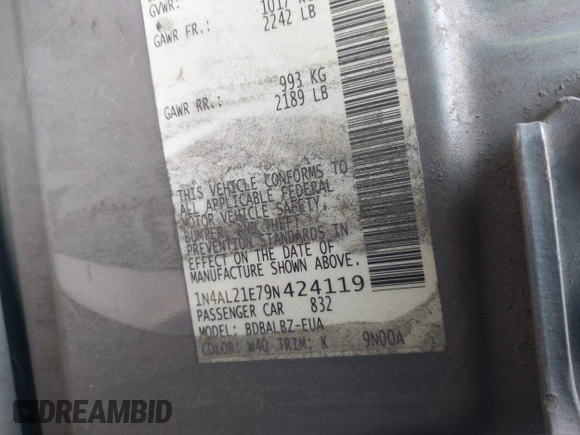 GVWR:
GAWR FR.: 2242 LB
993 KG
GAWR RR.: 2189 LB
THIS VEHICLE CONFORMS TO
ALL APPLICABLE FEDERAL
MOTOR VEHICLE SAFETY,
BUMPER, AND THEFT
PREVENTION STANDARDS IN
EFFECT ON THE DATE OF
MANUFACTURE SHOWN ABOVE.
1N4AL21E79N424119
PASSENGER CAR 832
MODEL: BDBALBZ-EUA
COLOR: W40 TRIM: K 9N00A
DREAMBID